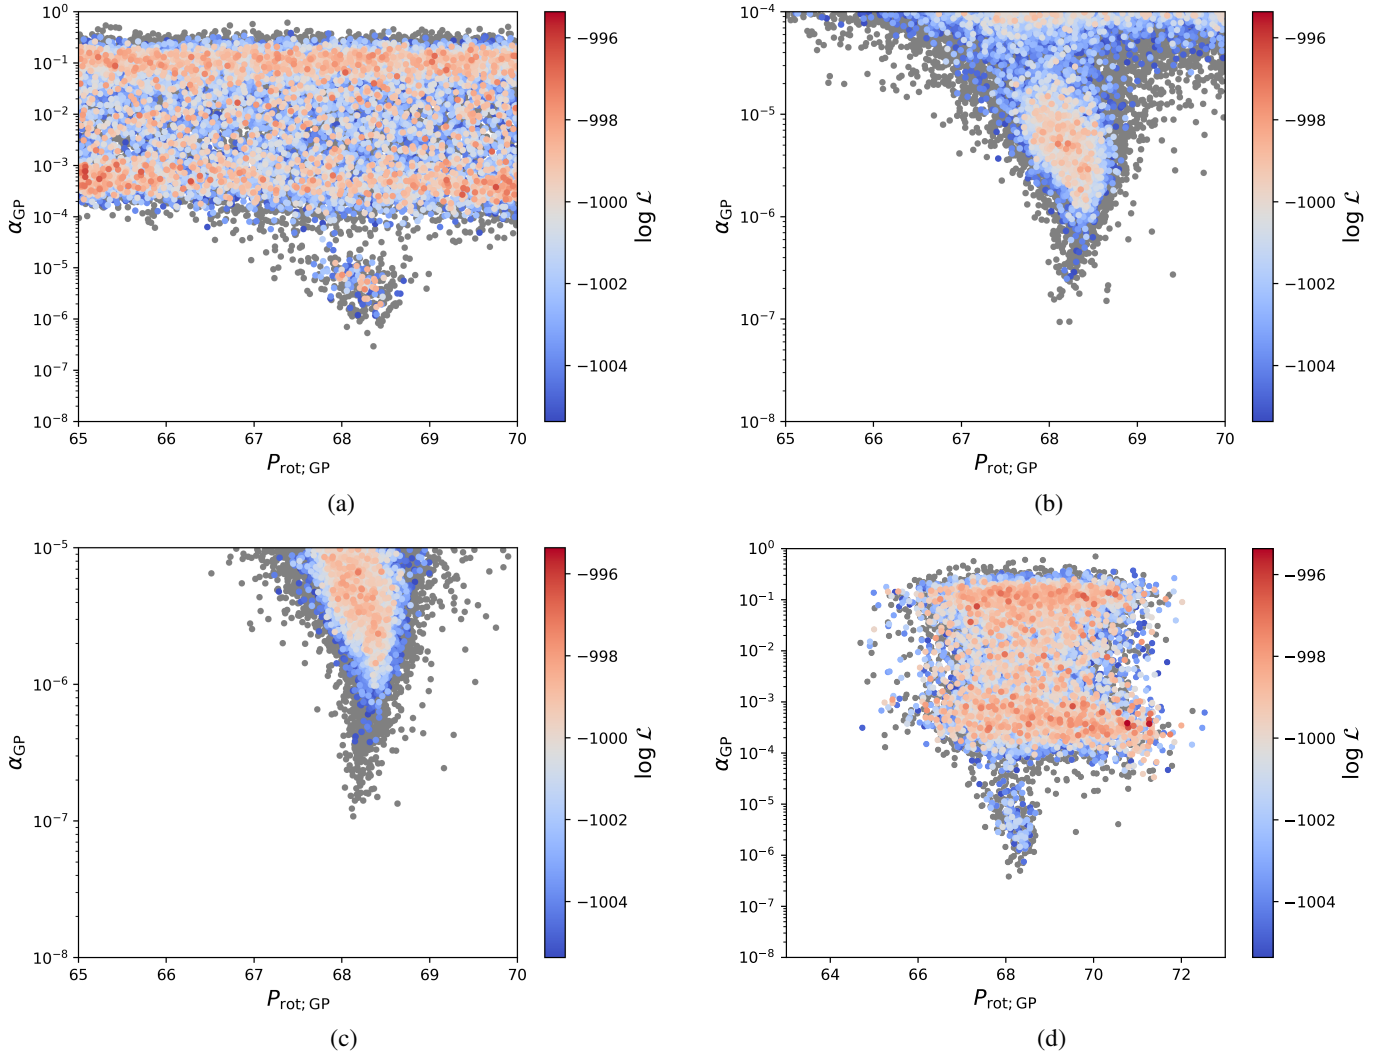 10⁰
10⁻¹
10⁻²
10⁻³
10⁻⁴
10⁻⁵
10⁻⁶
10⁻⁷
10⁻⁸
α_GP
65 66 67 68 69 70
P_rot; GP
−996
−998
−1000
−1002
−1004
log ℒ
(a)
10⁻⁴
10⁻⁵
10⁻⁶
10⁻⁷
10⁻⁸
α_GP
65 66 67 68 69 70
P_rot; GP
−996
−998
−1000
−1002
−1004
log ℒ
(b)
10⁻⁵
10⁻⁶
10⁻⁷
10⁻⁸
α_GP
65 66 67 68 69 70
P_rot; GP
−996
−998
−1000
−1002
−1004
log ℒ
(c)
10⁰
10⁻¹
10⁻²
10⁻³
10⁻⁴
10⁻⁵
10⁻⁶
10⁻⁷
10⁻⁸
α_GP
64 66 68 70 72
P_rot; GP
−996
−998
−1000
−1002
−1004
log ℒ
(d)